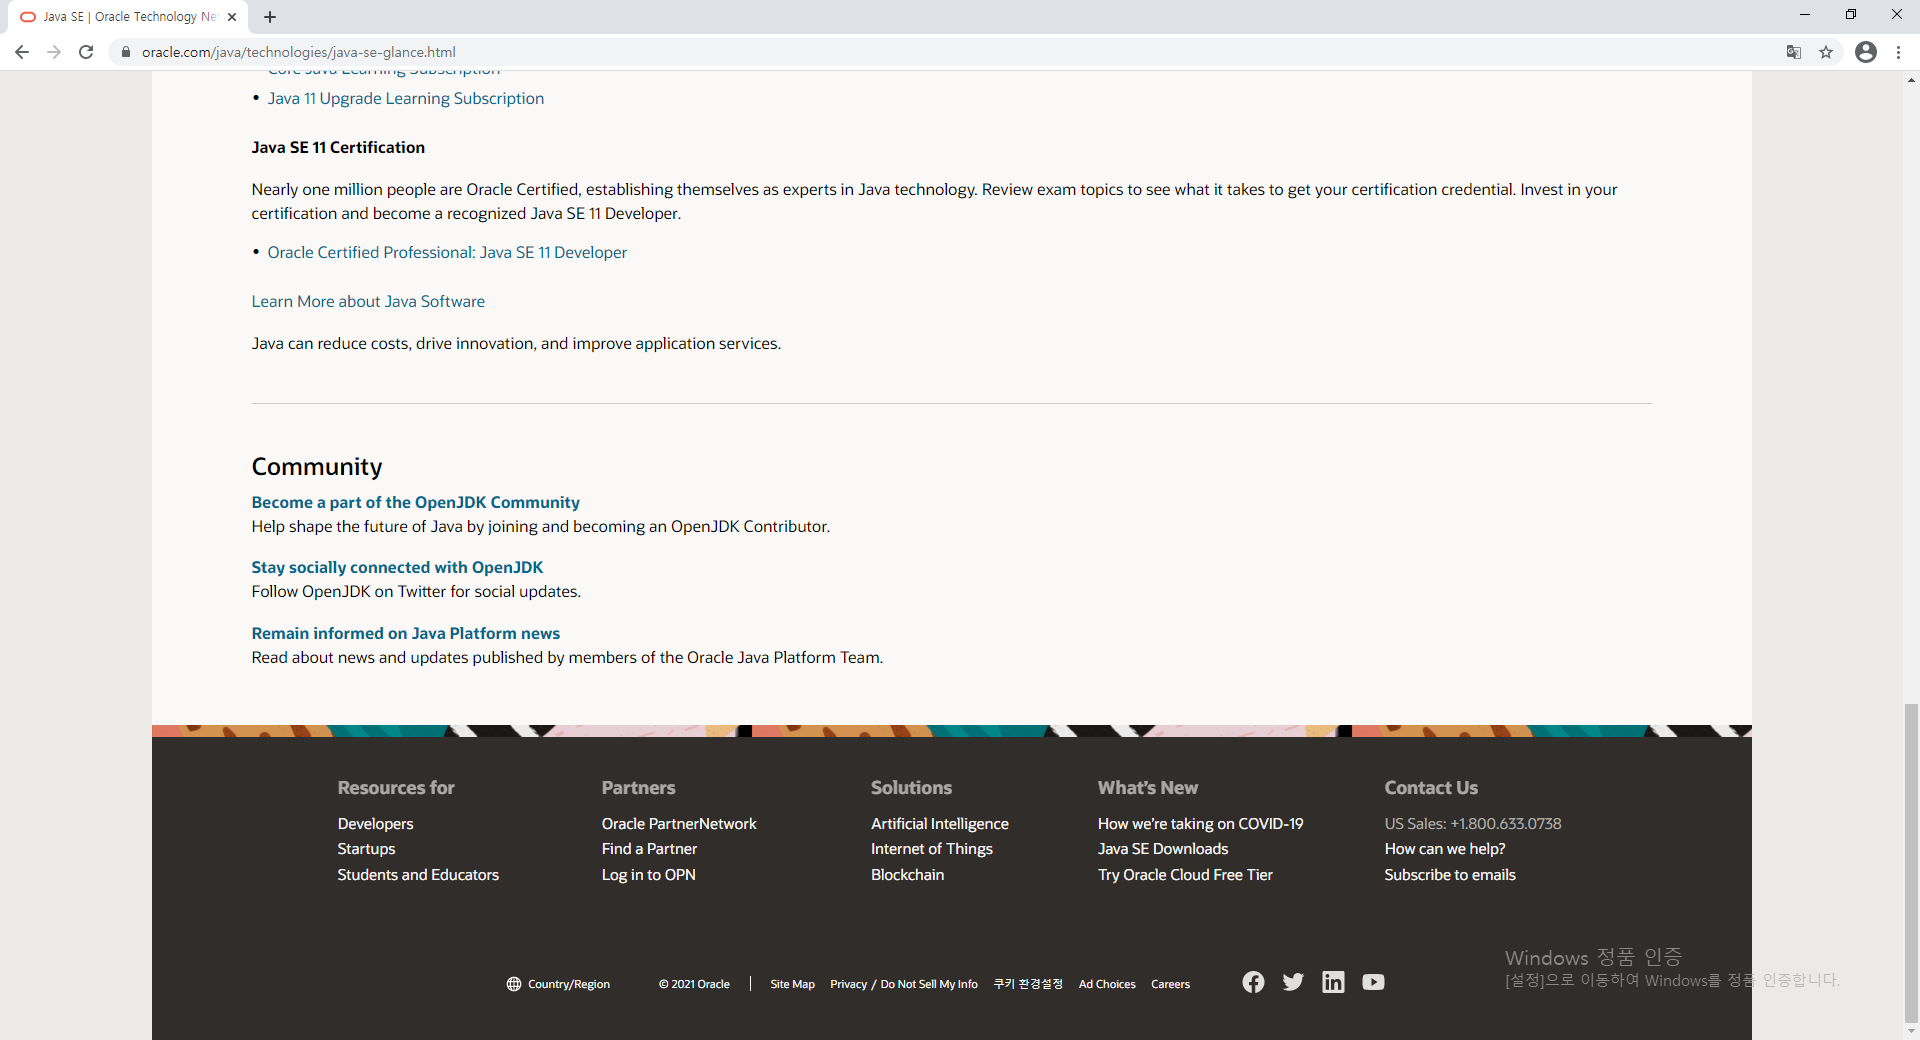 Java SE | Oracle Technology Ne
oracle.com/java/technologies/java-se-glance.html
Core Java Learning Subscription
• Java 11 Upgrade Learning Subscription
Java SE 11 Certification
Nearly one million people are Oracle Certified, establishing themselves as experts in Java technology. Review exam topics to see what it takes to get your certification credential. Invest in your
certification and become a recognized Java SE 11 Developer.
• Oracle Certified Professional: Java SE 11 Developer
Learn More about Java Software
Java can reduce costs, drive innovation, and improve application services.
Community
Become a part of the OpenJDK Community
Help shape the future of Java by joining and becoming an OpenJDK Contributor.
Stay socially connected with OpenJDK
Follow OpenJDK on Twitter for social updates.
Remain informed on Java Platform news
Read about news and updates published by members of the Oracle Java Platform Team.
Resources for
Developers
Startups
Students and Educators
Partners
Oracle PartnerNetwork
Find a Partner
Log in to OPN
Solutions
Artificial Intelligence
Internet of Things
Blockchain
What's New
How we're taking on COVID-19
Java SE Downloads
Try Oracle Cloud Free Tier
Contact Us
US Sales: +1.800.633.0738
How can we help?
Subscribe to emails
Country/Region © 2021 Oracle | Site Map Privacy / Do Not Sell My Info 쿠키 환경설정 Ad Choices Careers
Windows 정품 인증
[설정]으로 이동하여 Windows를 정품 인증합니다.